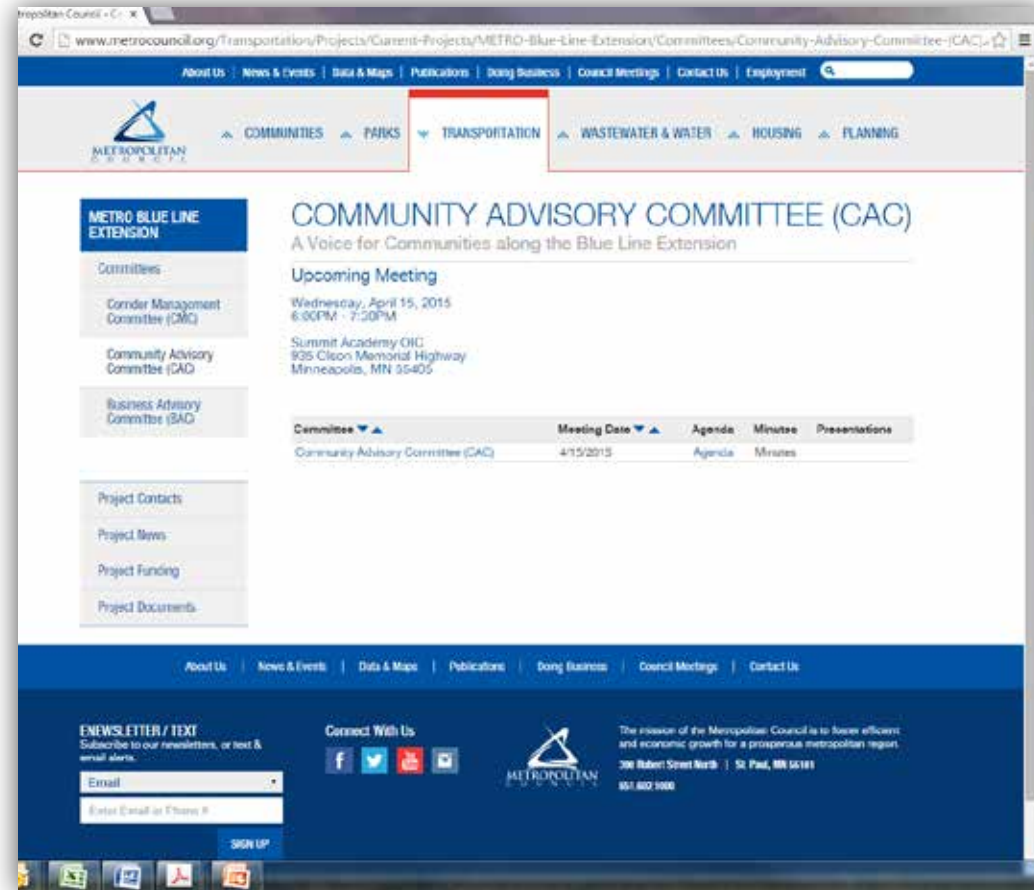 tropolitan Council - C
www.metrocouncil.org/Transportation/Projects/Current-Projects/METRO-Blue-Line-Extension/Committees/Community-Advisory-Committee-(CAC).
About Us | News & Events | Data & Maps | Publications | Doing Business | Council Meetings | Contact Us | Employment
METROPOLITAN
COUNCIL
COMMUNITIES PARKS TRANSPORTATION WASTEWATER & WATER HOUSING PLANNING
METRO BLUE LINE
EXTENSION
Committees
Corridor Management
Committee (CMC)
Community Advisory
Committee (CAC)
Business Advisory
Committee (BAC)
Project Contacts
Project News
Project Funding
Project Documents
COMMUNITY ADVISORY COMMITTEE (CAC)
A Voice for Communities along the Blue Line Extension
Upcoming Meeting
Wednesday, April 15, 2015
6:00PM - 7:30PM
Summit Academy OIC
935 Olson Memorial Highway
Minneapolis, MN 55405
Committee Meeting Date Agenda Minutes Presentations
Community Advisory Committee (CAC) 4/15/2015 Agenda Minutes
About Us | News & Events | Data & Maps | Publications | Doing Business | Council Meetings | Contact Us
ENEWSLETTER / TEXT
Subscribe to our newsletters, or text &
email alerts.
Email
Enter Email or Phone #
SIGN UP
Connect With Us
METROPOLITAN
COUNCIL
The mission of the Metropolitan Council is to foster efficient
and economic growth for a prosperous metropolitan region.
390 Robert Street North | St. Paul, MN 55101
651.602.1000